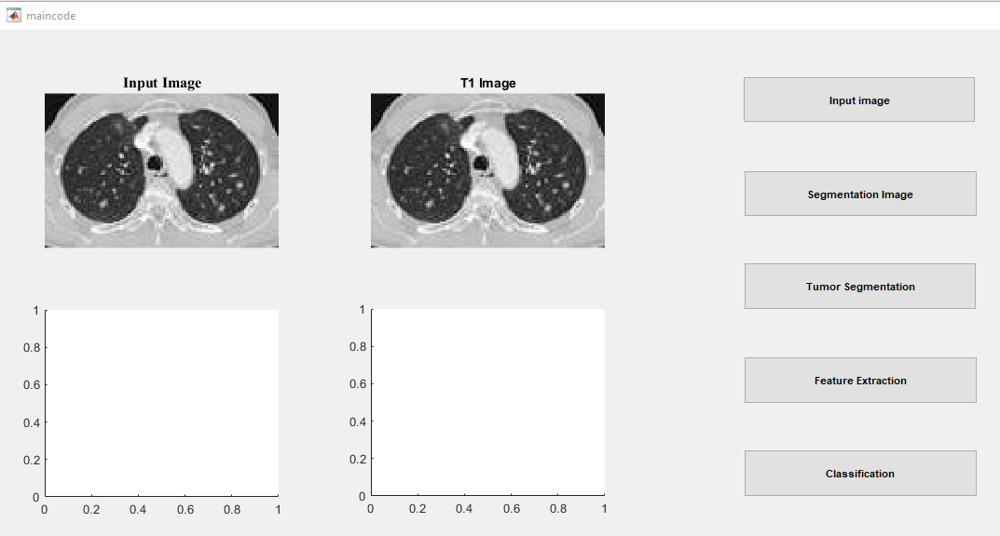 maincode
Input Image
T1 Image
Input image
Segmentation Image
Tumor Segmentation
Feature Extraction
Classification
1
0.8
0.6
0.4
0.2
0
0 0.2 0.4 0.6 0.8 1
1
0.8
0.6
0.4
0.2
0
0 0.2 0.4 0.6 0.8 1